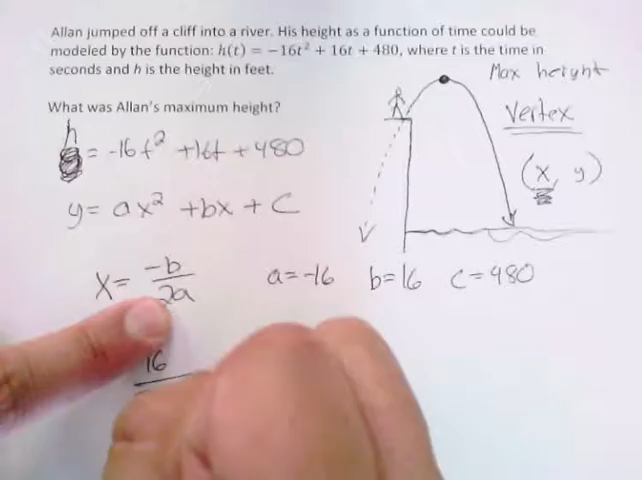 Allan jumped off a cliff into a river. His height as a function of time could be
modeled by the function: h(t) = −16t² + 16t + 480, where t is the time in
seconds and h is the height in feet.
Max height
What was Allan's maximum height?
Vertex
h = -16t² +16t + 480
(x, y)
y= ax² +bx + C
x= -b/2a
a=-16 b=16 C=480
16